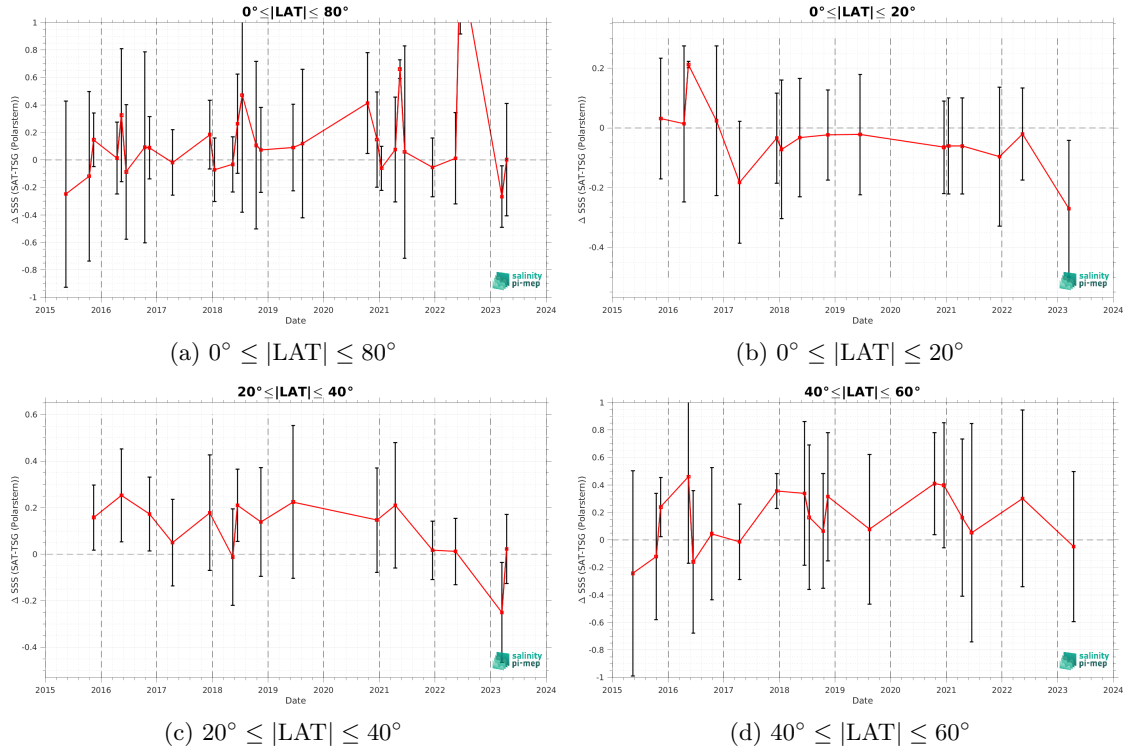 0°≤|LAT|≤ 80°
Δ SSS (SAT-TSG (Polarstern))
1
0.8
0.6
0.4
0.2
0
-0.2
-0.4
-0.6
-0.8
-1
2015 2016 2017 2018 2019 2020 2021 2022 2023 2024
Date
salinity
pi-mep
(a) 0° ≤ |LAT| ≤ 80°
0°≤|LAT|≤ 20°
Δ SSS (SAT-TSG (Polarstern))
0.2
0
-0.2
-0.4
2015 2016 2017 2018 2019 2020 2021 2022 2023 2024
Date
salinity
pi-mep
(b) 0° ≤ |LAT| ≤ 20°
20°≤|LAT|≤ 40°
Δ SSS (SAT-TSG (Polarstern))
0.6
0.4
0.2
0
-0.2
-0.4
2015 2016 2017 2018 2019 2020 2021 2022 2023 2024
Date
salinity
pi-mep
(c) 20° ≤ |LAT| ≤ 40°
40°≤|LAT|≤ 60°
Δ SSS (SAT-TSG (Polarstern))
1
0.8
0.6
0.4
0.2
0
-0.2
-0.4
-0.6
-0.8
-1
2015 2016 2017 2018 2019 2020 2021 2022 2023 2024
Date
salinity
pi-mep
(d) 40° ≤ |LAT| ≤ 60°